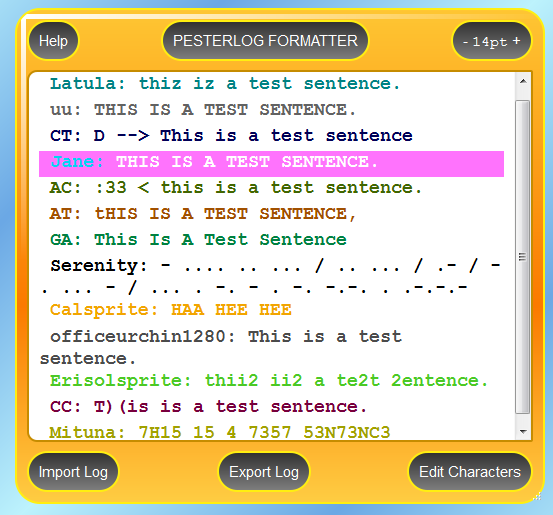 Help
PESTERLOG FORMATTER
- 14pt +
Latula: thiz iz a test sentence.
uu: THIS IS A TEST SENTENCE.
CT: D --> This is a test sentence
Jane: THIS IS A TEST SENTENCE.
AC: :33 < this is a test sentence.
AT: tHIS IS A TEST SENTENCE,
GA: This Is A Test Sentence
Serenity: - .... .. ... / .. ... / .- / -
. ... - / ... . -. - . -. -.-. . .-.-.-
Calsprite: HAA HEE HEE
officeurchin1280: This is a test
sentence.
Erisolsprite: thii2 ii2 a te2t 2entence.
CC: T)(is is a test sentence.
Mituna: 7H15 15 4 7357 53N73NC3
Import Log
Export Log
Edit Characters